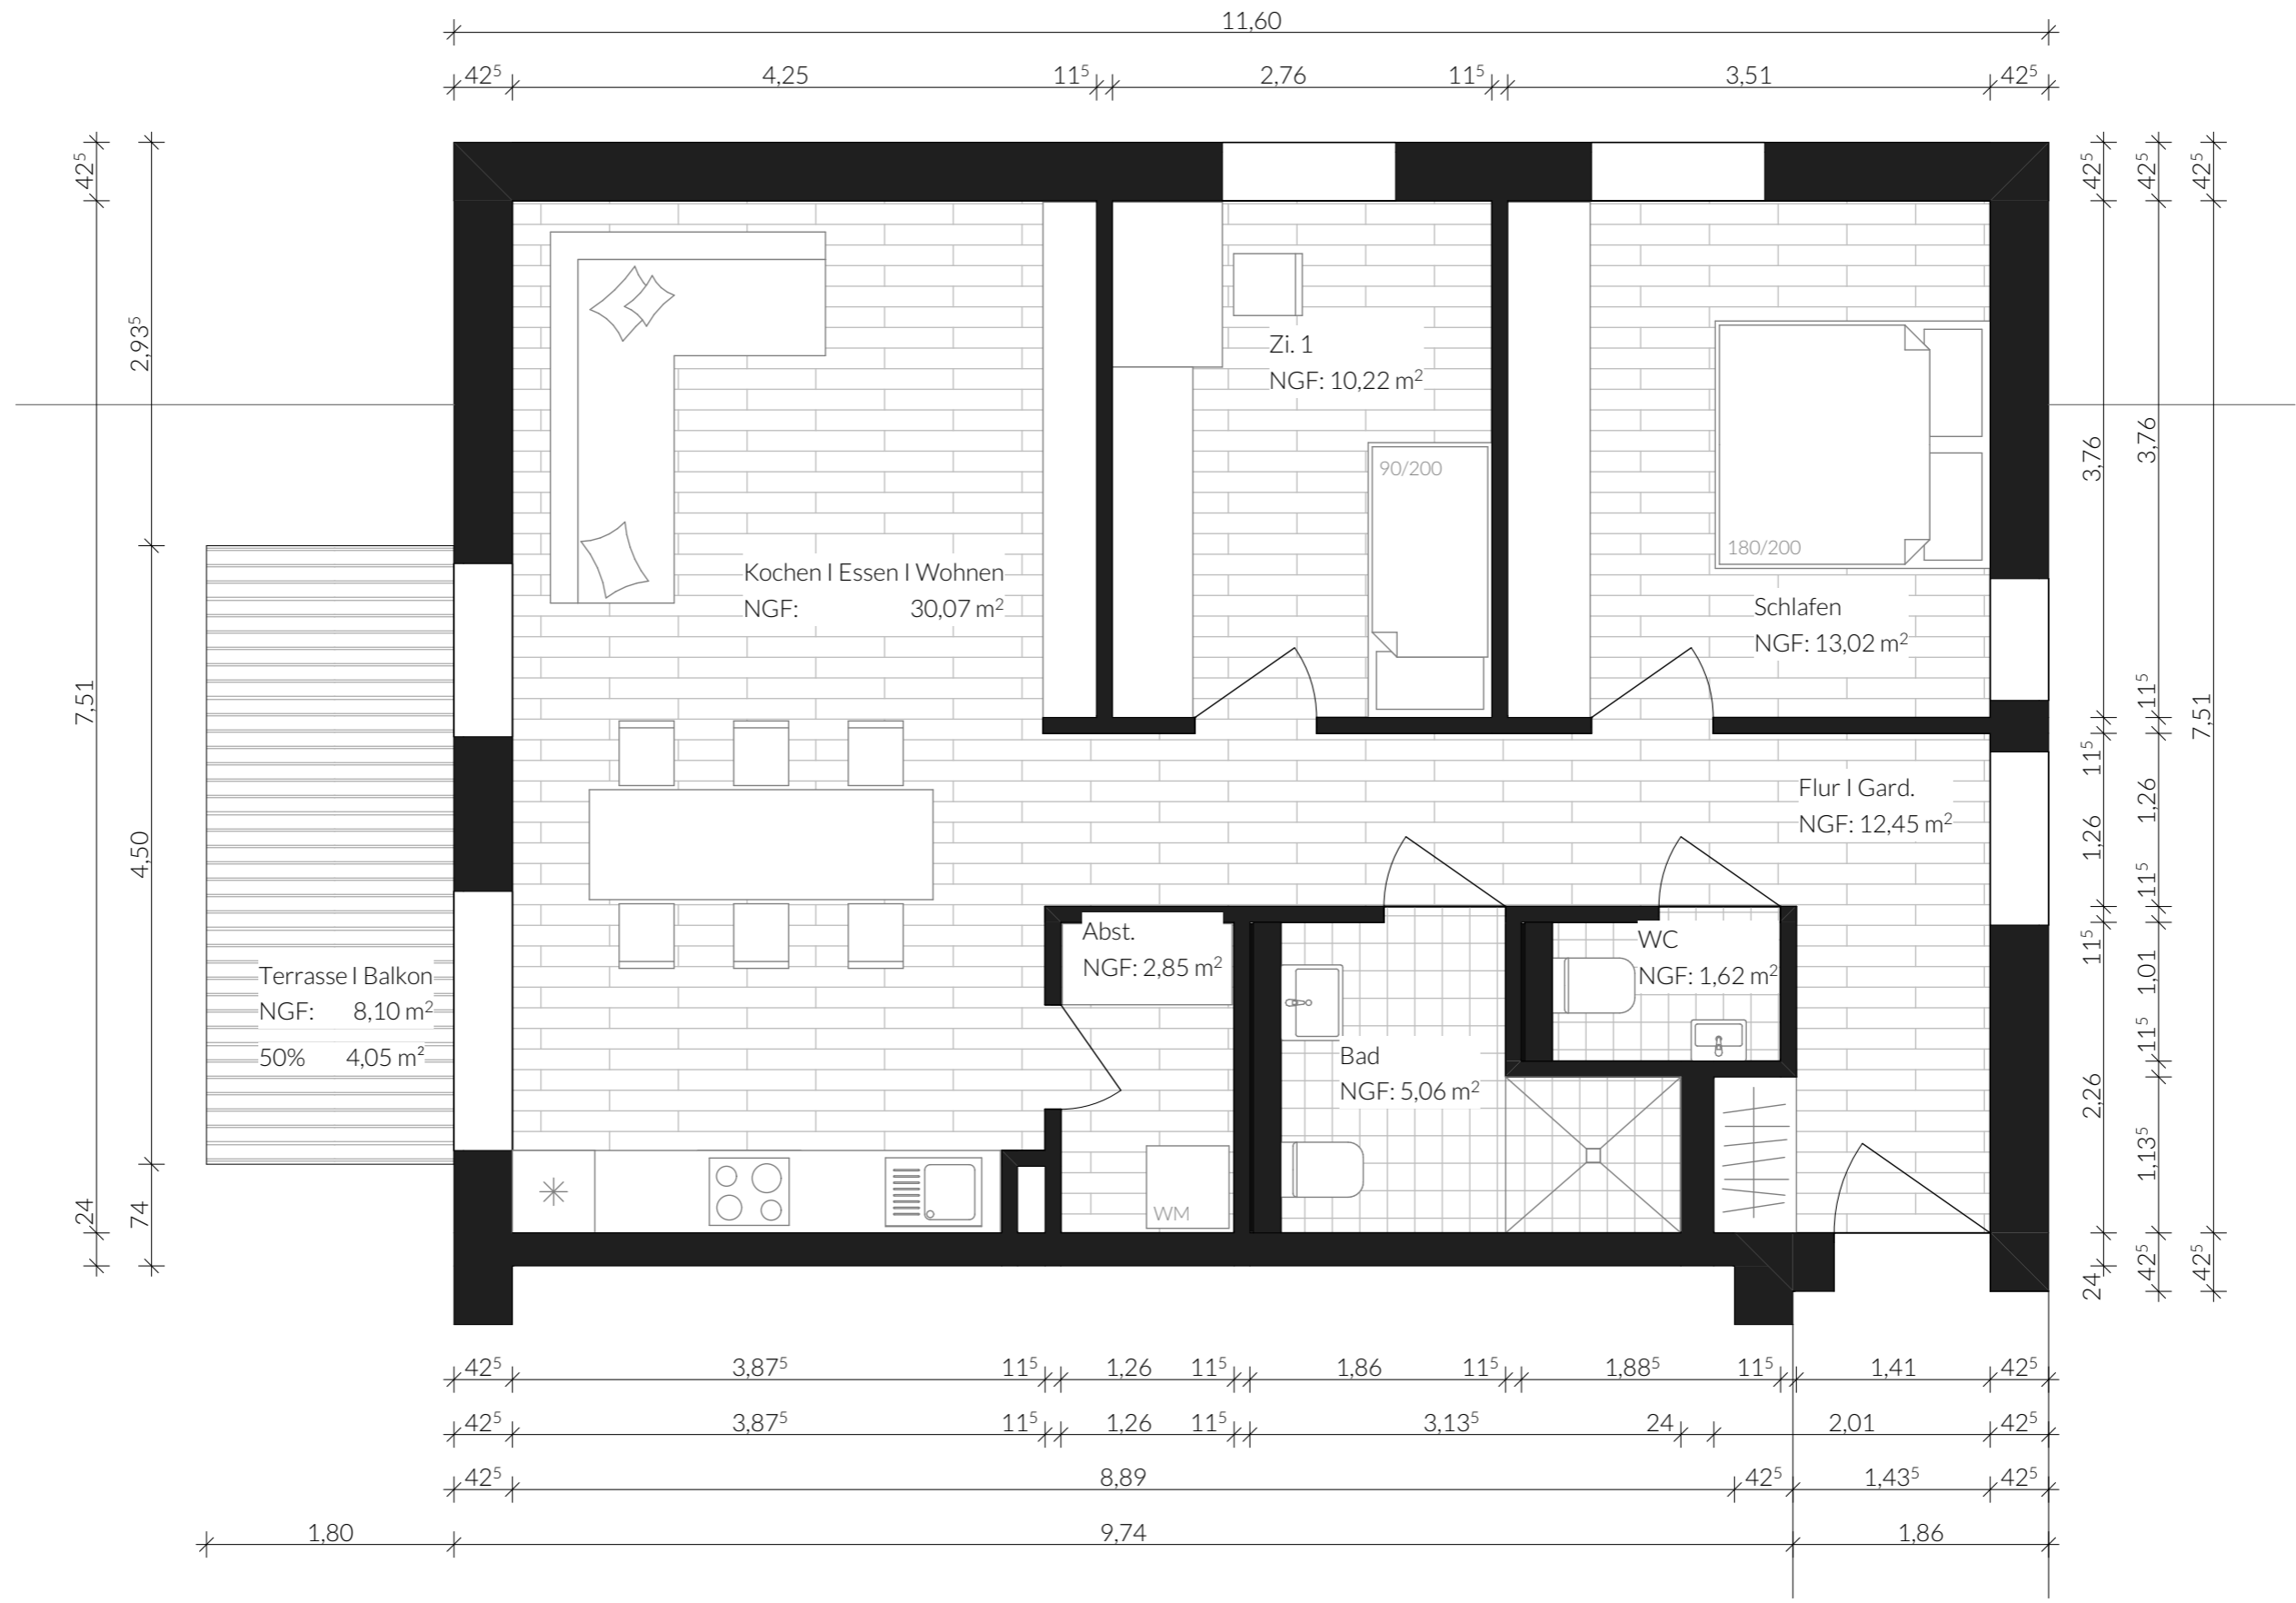 11,60
42⁵ 4,25 11⁵ 2,76 11⁵ 3,51 42⁵
42⁵
7,51
24
2,93⁵
4,50
74
Zi. 1
NGF: 10,22 m²
90/200
180/200
Kochen I Essen I Wohnen
NGF: 30,07 m²
Schlafen
NGF: 13,02 m²
Flur I Gard.
NGF: 12,45 m²
Abst.
NGF: 2,85 m²
WC
NGF: 1,62 m²
Terrasse I Balkon
NGF: 8,10 m²
50% 4,05 m²
Bad
NGF: 5,06 m²
WM
42⁵
3,76
11⁵
1,26
11⁵
2,26
24
42⁵
3,76
11⁵
1,26
11⁵
1,01
11⁵
1,13⁵
42⁵
42⁵
7,51
42⁵
42⁵ 3,87⁵ 11⁵ 1,26 11⁵ 1,86 11⁵ 1,88⁵ 11⁵ 1,41 42⁵
42⁵ 3,87⁵ 11⁵ 1,26 11⁵ 3,13⁵ 24 2,01 42⁵
42⁵ 8,89 42⁵ 1,43⁵ 42⁵
1,80 9,74 1,86